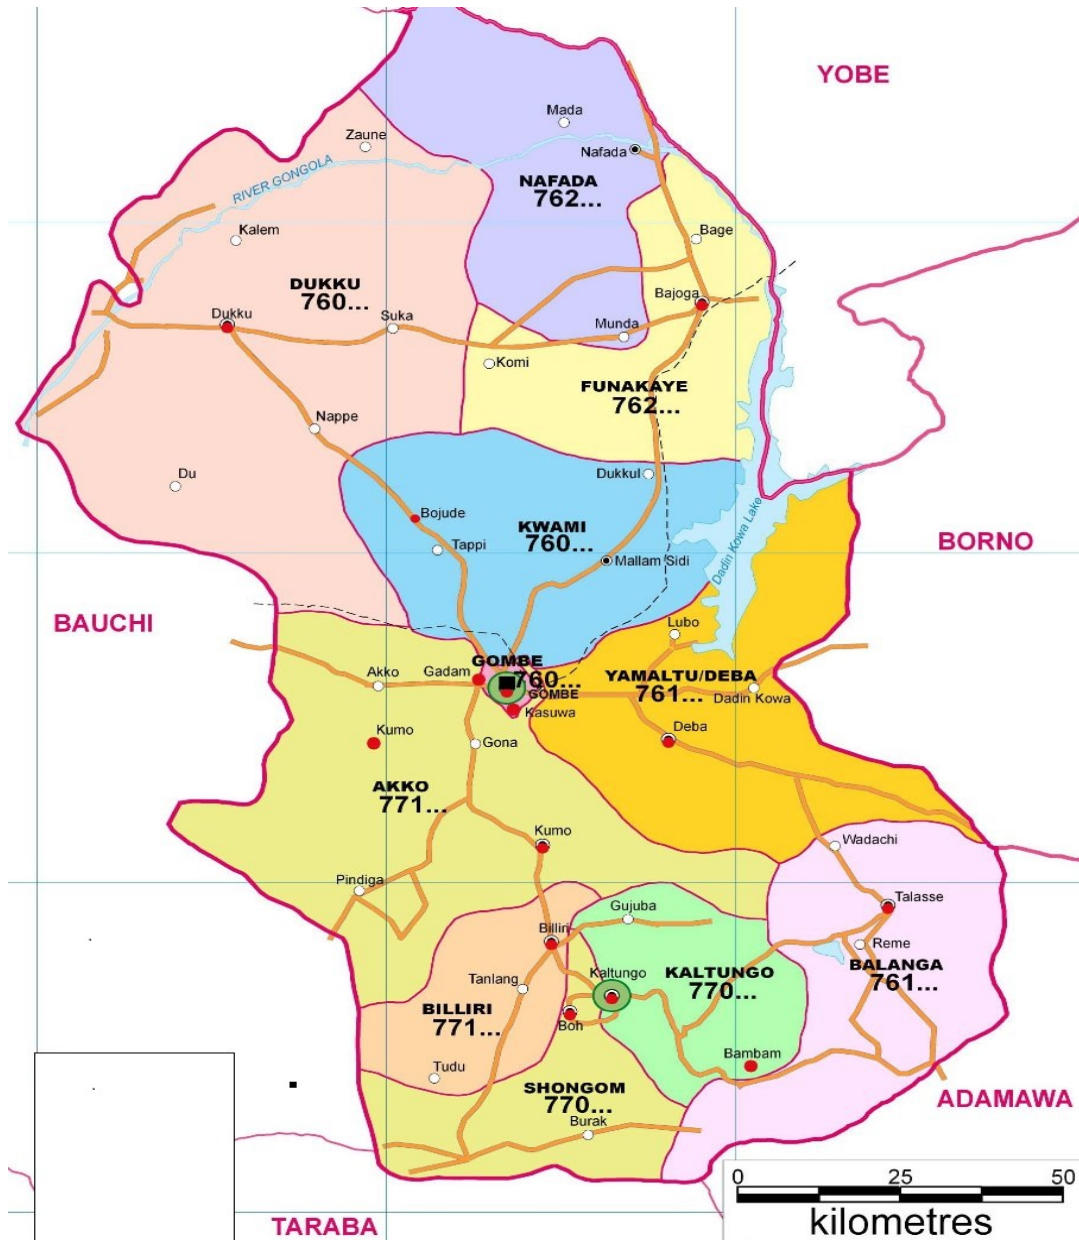 YOBE
Mada
Zaune
Nafada
RIVER GONGOLA
NAFADA
762...
Kalem
Bage
DUKKU
760...
Bajoga
Dukku
Suka
Munda
Komi
FUNAKAYE
762...
Nappe
Du
Dukkul
Dadin Kowa Lake
Bojude
KWAMI
760...
Tappi
Mallam Sidi
BORNO
BAUCHI
Lubo
Akko
Gadam
GOMBE
760...
GOMBE
YAMALTU/DEBA
761...
Dadin Kowa
Kasuwa
Kumo
Gona
Deba
AKKO
771...
Kumo
Wadachi
Pindiga
Talasse
Gujuba
Billiri
Reme
Tanlang
Kaltungo
KALTUNGO
770...
BALANGA
761...
BILLIRI
771...
Boh
Bambam
Tudu
SHONGOM
770...
Burak
ADAMAWA
TARABA
0 25 50
kilometres